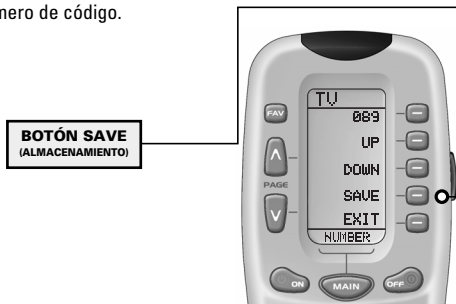 mero de código.
BOTÓN SAVE
(ALMACENAMIENTO)
TV
089
UP
DOWN
SAVE
EXIT
NUMBER
FAV
PAGE
ON
MAIN
OFF